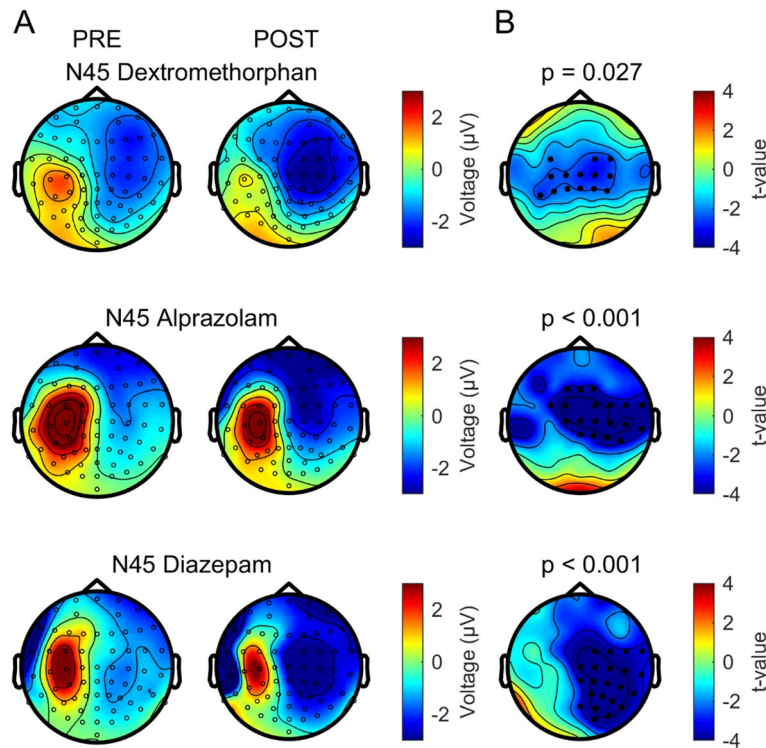 A
B
PRE
POST
N45 Dextromethorphan
p = 0.027
2
0
-2
Voltage (µV)
4
2
0
-2
-4
t-value
N45 Alprazolam
p < 0.001
2
0
-2
Voltage (µV)
4
2
0
-2
-4
t-value
N45 Diazepam
p < 0.001
2
0
-2
Voltage (µV)
4
2
0
-2
-4
t-value